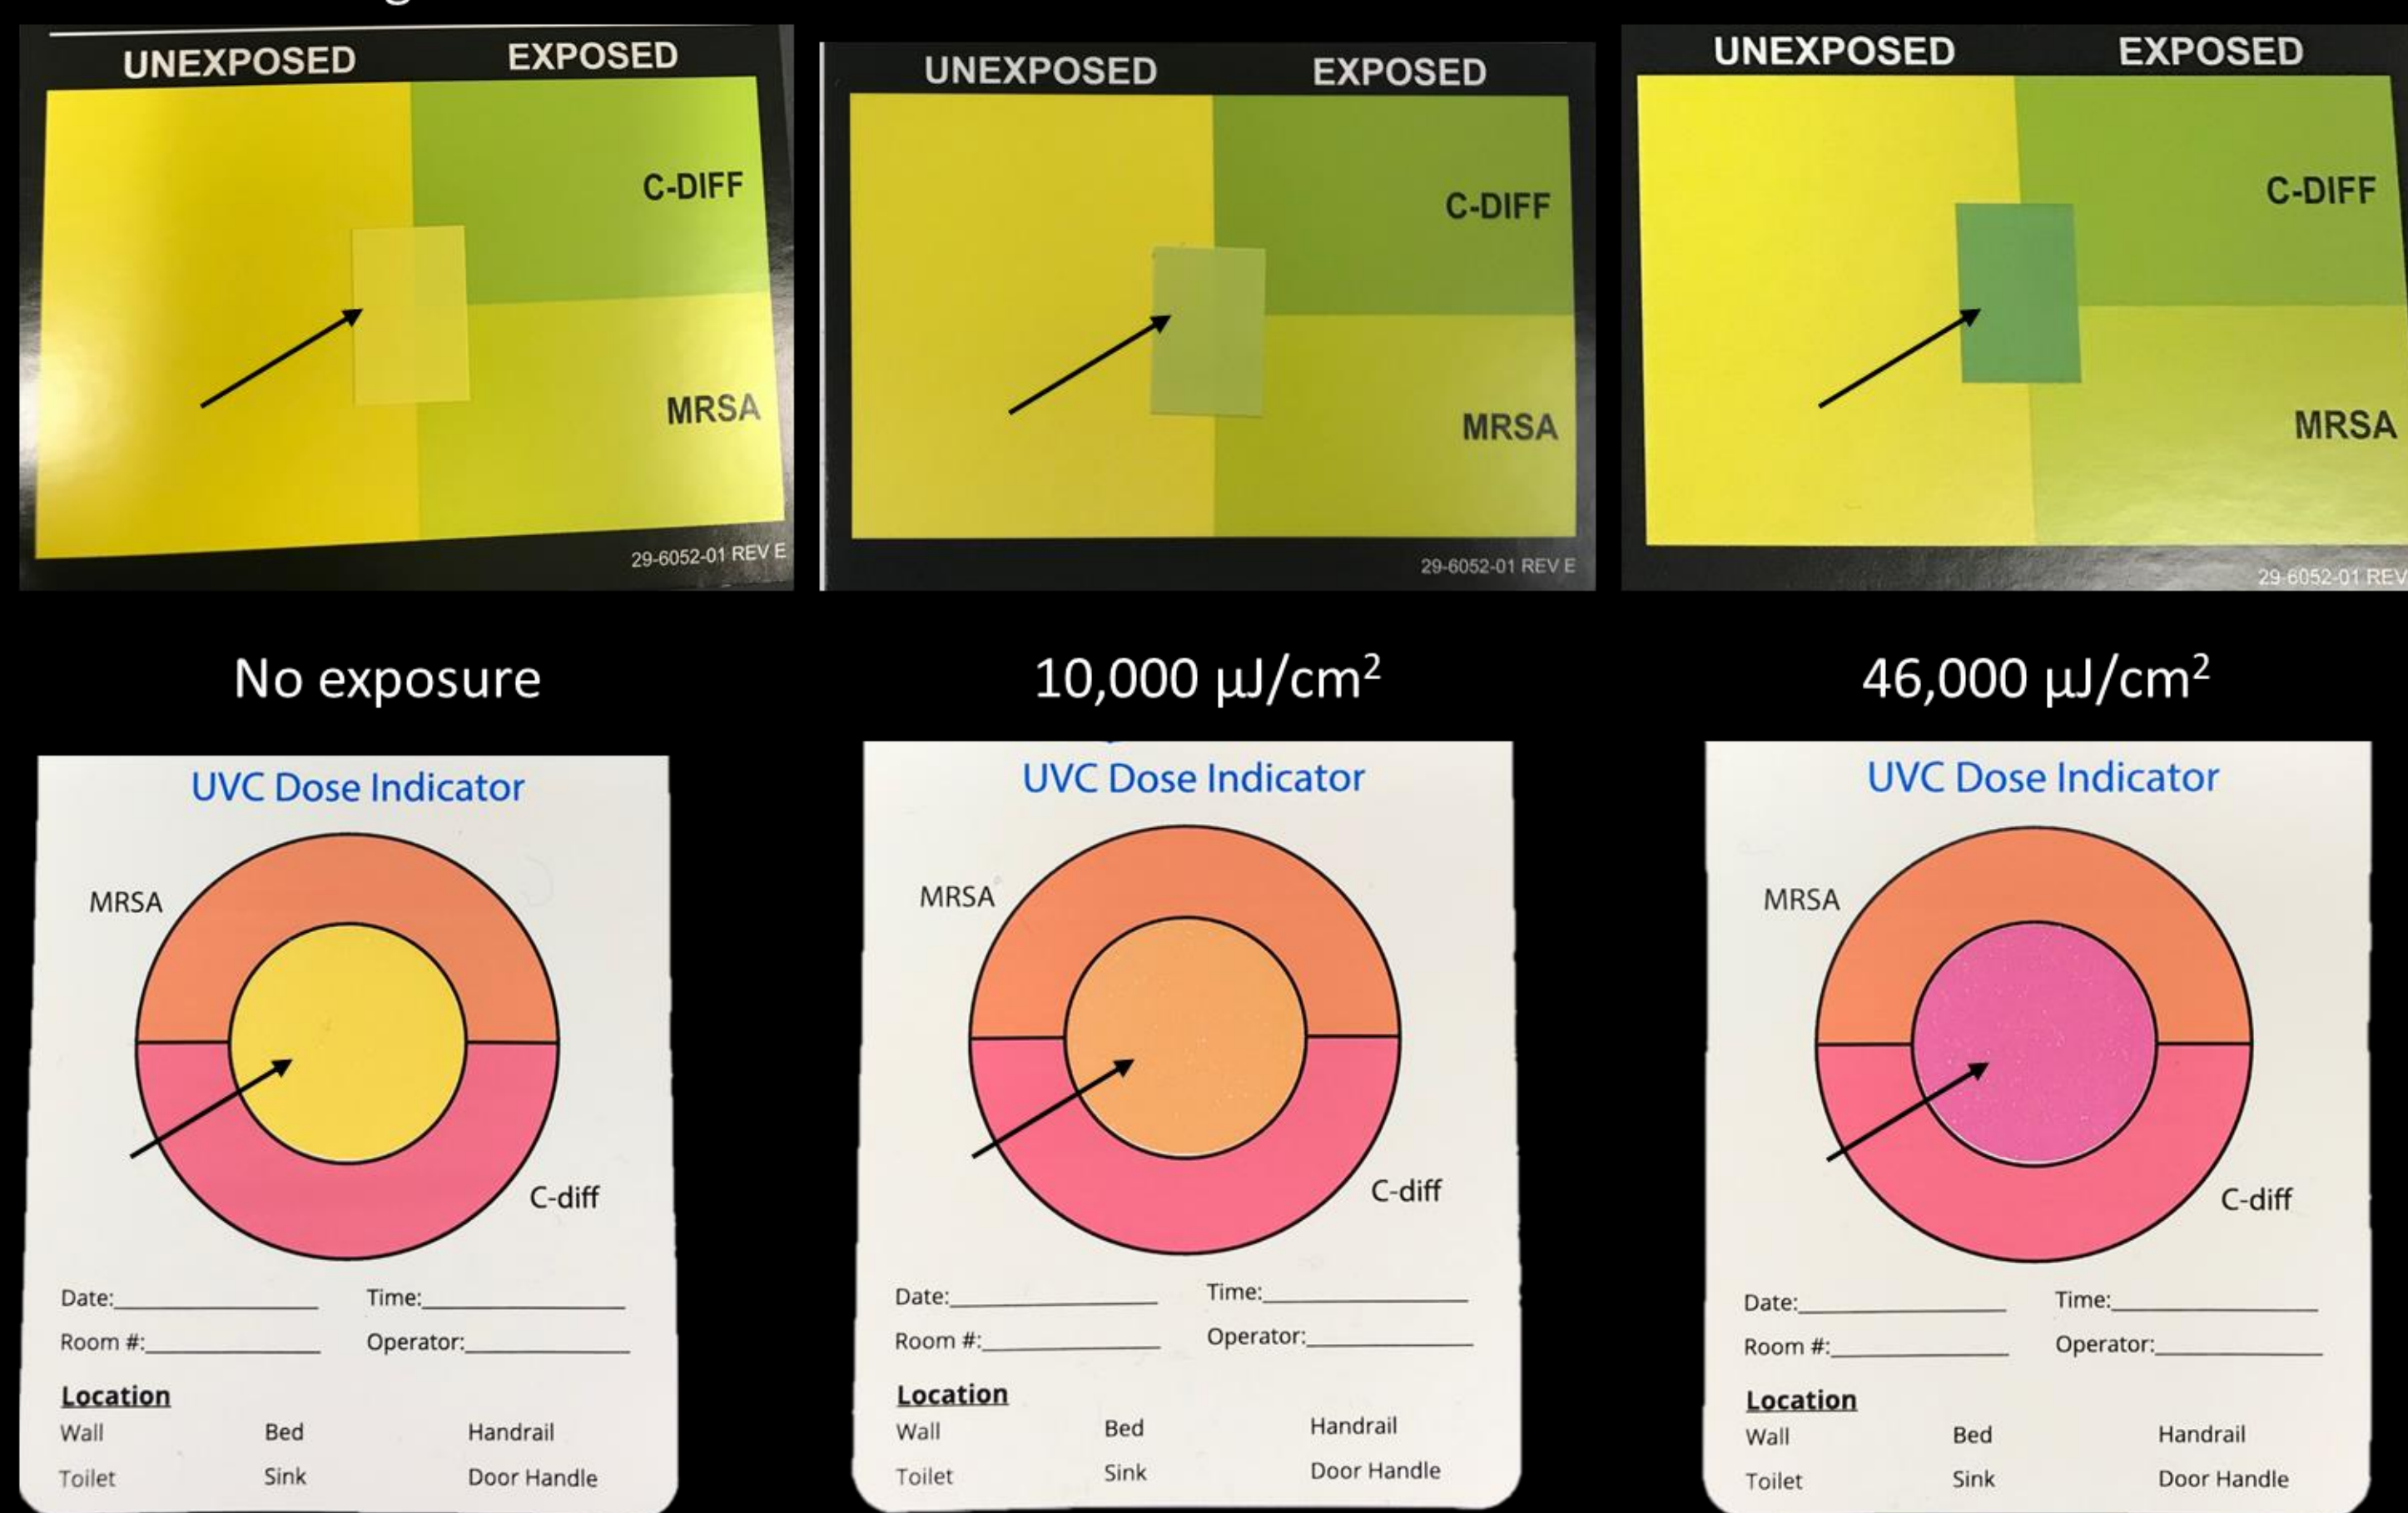 UNEXPOSED EXPOSED
C-DIFF
MRSA
29-6052-01 REV E
UNEXPOSED EXPOSED
C-DIFF
MRSA
29-6052-01 REV E
UNEXPOSED EXPOSED
C-DIFF
MRSA
29-6052-01 REV
No exposure
10,000 µJ/cm²
46,000 µJ/cm²
UVC Dose Indicator
MRSA
C-diff
Date: Time:
Room #: Operator:
Location
Wall Bed Handrail
Toilet Sink Door Handle
UVC Dose Indicator
MRSA
C-diff
Date: Time:
Room #: Operator:
Location
Wall Bed Handrail
Toilet Sink Door Handle
UVC Dose Indicator
MRSA
C-diff
Date: Time:
Room #: Operator:
Location
Wall Bed Handrail
Toilet Sink Door Handle